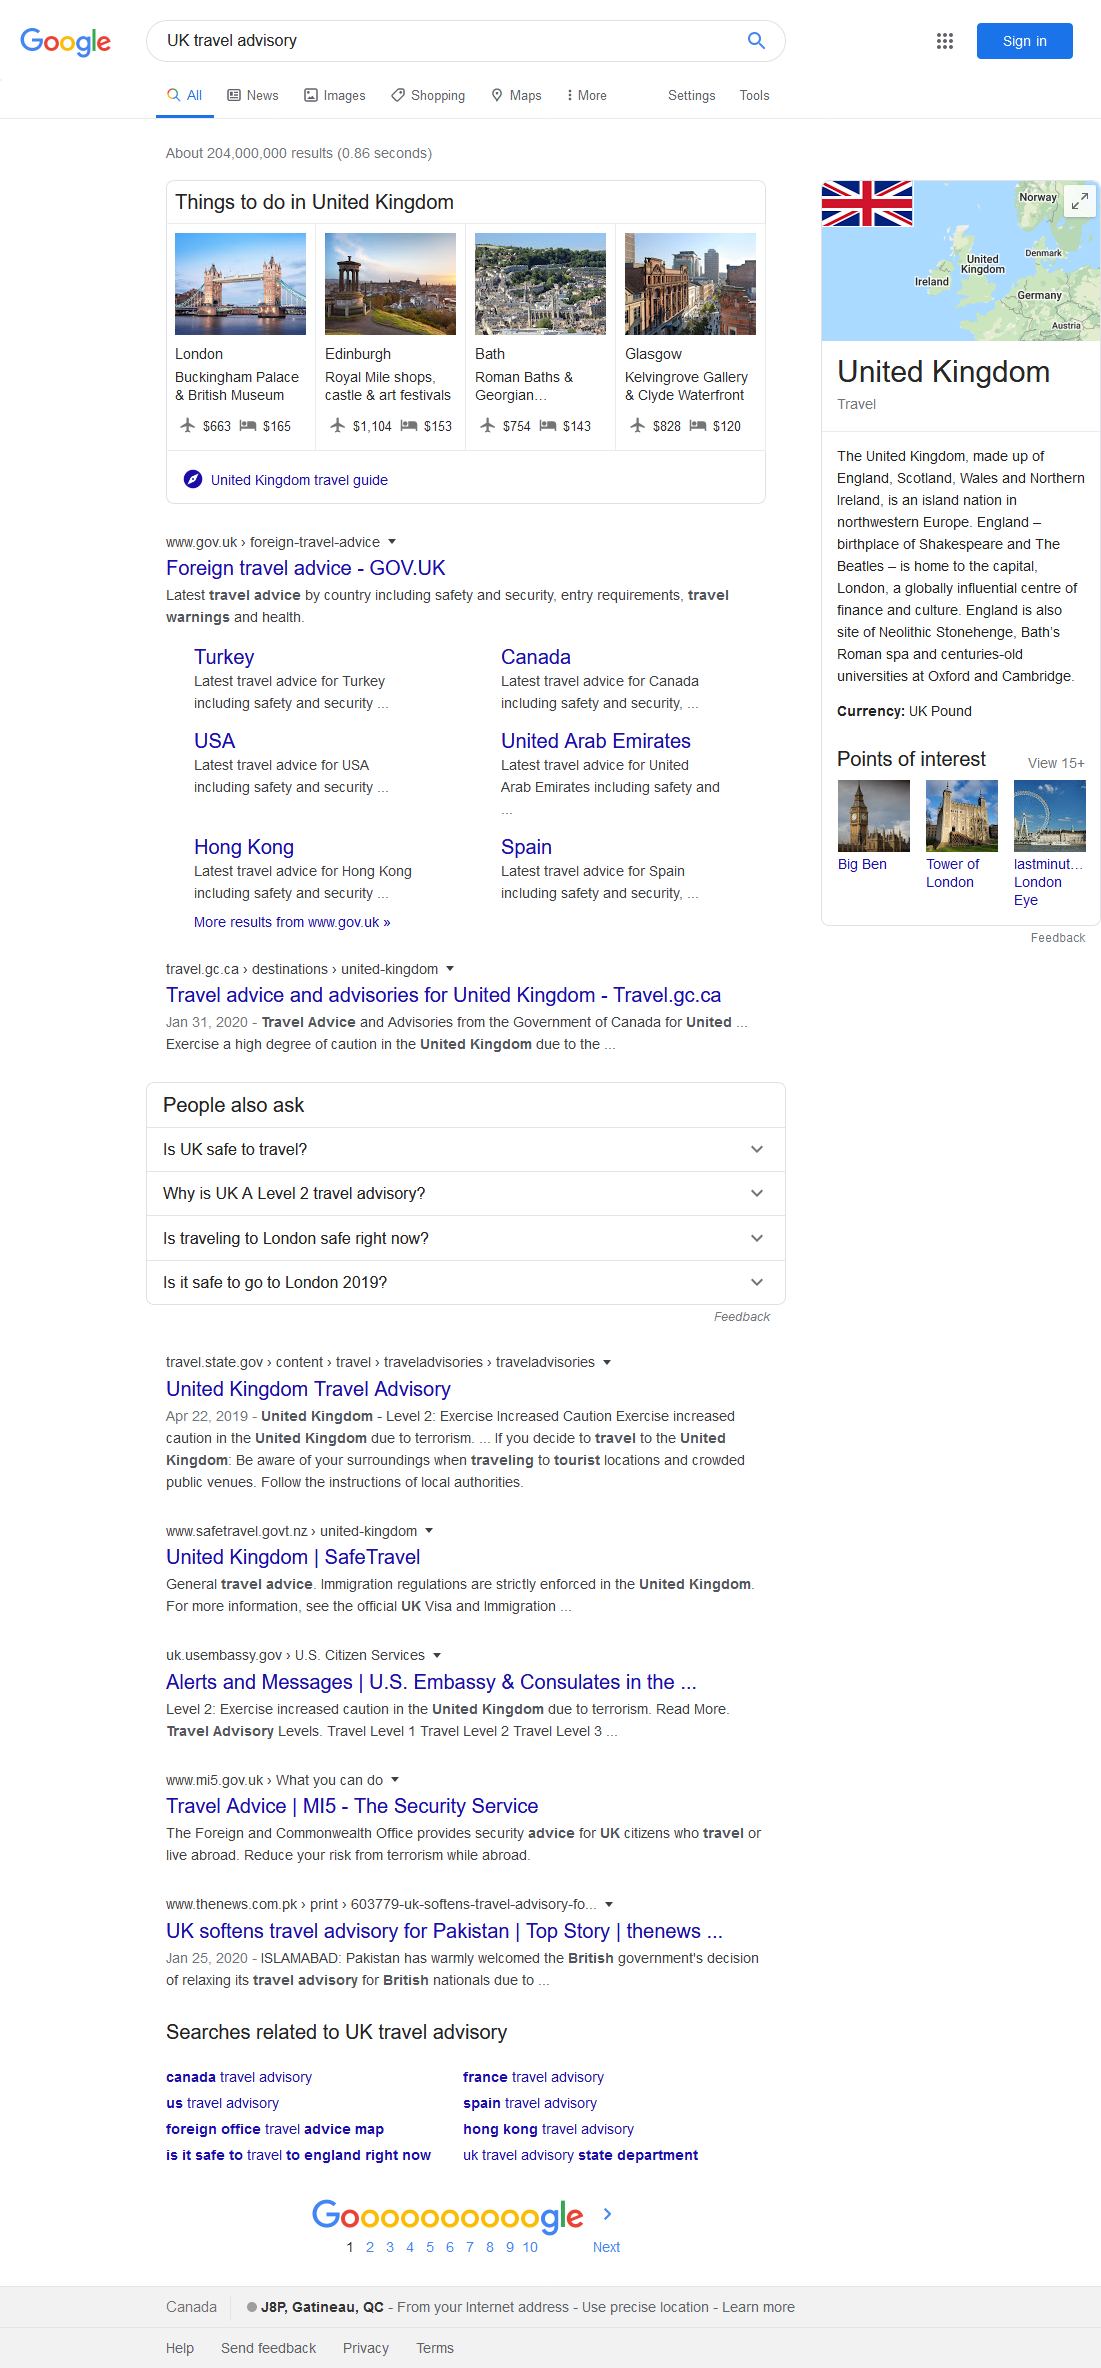 Google
UK travel advisory
Sign in
All
News
Images
Shopping
Maps
More
Settings
Tools
About 204,000,000 results (0.86 seconds)
Things to do in United Kingdom
London
Buckingham Palace
& British Museum
$663 $165
Edinburgh
Royal Mile shops,
castle & art festivals
$1,104 $153
Bath
Roman Baths &
Georgian…
$754 $143
Glasgow
Kelvingrove Gallery
& Clyde Waterfront
$828 $120
United Kingdom travel guide
www.gov.uk › foreign-travel-advice
Foreign travel advice - GOV.UK
Latest travel advice by country including safety and security, entry requirements, travel
warnings and health.
Turkey
Latest travel advice for Turkey
including safety and security ...
Canada
Latest travel advice for Canada
including safety and security, ...
USA
Latest travel advice for USA
including safety and security ...
United Arab Emirates
Latest travel advice for United
Arab Emirates including safety and
...
Hong Kong
Latest travel advice for Hong Kong
including safety and security ...
Spain
Latest travel advice for Spain
including safety and security, ...
More results from www.gov.uk »
travel.gc.ca › destinations › united-kingdom
Travel advice and advisories for United Kingdom - Travel.gc.ca
Jan 31, 2020 - Travel Advice and Advisories from the Government of Canada for United ...
Exercise a high degree of caution in the United Kingdom due to the ...
People also ask
Is UK safe to travel?
Why is UK A Level 2 travel advisory?
Is traveling to London safe right now?
Is it safe to go to London 2019?
Feedback
travel.state.gov › content › travel › traveladvisories › traveladvisories
United Kingdom Travel Advisory
Apr 22, 2019 - United Kingdom - Level 2: Exercise Increased Caution Exercise increased
caution in the United Kingdom due to terrorism. ... If you decide to travel to the United
Kingdom: Be aware of your surroundings when traveling to tourist locations and crowded
public venues. Follow the instructions of local authorities.
www.safetravel.govt.nz › united-kingdom
United Kingdom | SafeTravel
General travel advice. Immigration regulations are strictly enforced in the United Kingdom.
For more information, see the official UK Visa and Immigration ...
uk.usembassy.gov › U.S. Citizen Services
Alerts and Messages | U.S. Embassy & Consulates in the ...
Level 2: Exercise increased caution in the United Kingdom due to terrorism. Read More.
Travel Advisory Levels. Travel Level 1 Travel Level 2 Travel Level 3 ...
www.mi5.gov.uk › What you can do
Travel Advice | MI5 - The Security Service
The Foreign and Commonwealth Office provides security advice for UK citizens who travel or
live abroad. Reduce your risk from terrorism while abroad.
www.thenews.com.pk › print › 603779-uk-softens-travel-advisory-fo...
UK softens travel advisory for Pakistan | Top Story | thenews ...
Jan 25, 2020 - ISLAMABAD: Pakistan has warmly welcomed the British government's decision
of relaxing its travel advisory for British nationals due to ...
Searches related to UK travel advisory
canada travel advisory
us travel advisory
foreign office travel advice map
is it safe to travel to england right now
france travel advisory
spain travel advisory
hong kong travel advisory
uk travel advisory state department
Goooooooooogle
1 2 3 4 5 6 7 8 9 10 Next
Norway
United
Kingdom
Denmark
Ireland
Germany
Austria
United Kingdom
Travel
The United Kingdom, made up of
England, Scotland, Wales and Northern
Ireland, is an island nation in
northwestern Europe. England –
birthplace of Shakespeare and The
Beatles – is home to the capital,
London, a globally influential centre of
finance and culture. England is also
site of Neolithic Stonehenge, Bath's
Roman spa and centuries-old
universities at Oxford and Cambridge.
Currency: UK Pound
Points of interest
View 15+
Big Ben
Tower of
London
lastminut…
London
Eye
Feedback
Canada
J8P, Gatineau, QC - From your Internet address - Use precise location - Learn more
Help Send feedback Privacy Terms